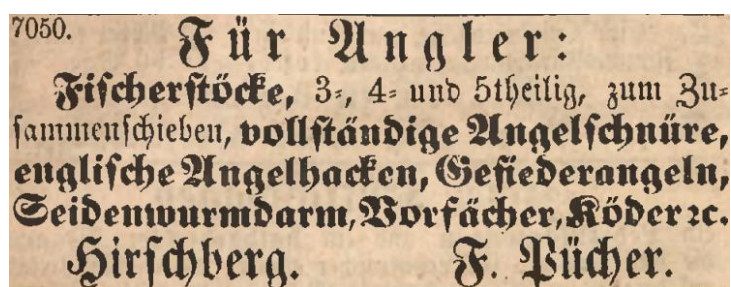 7050. Für Angler:
Fischerstöcke, 3=, 4= und 5theilig, zum Zu=
sammenschieben, vollständige Angelschnüre,
englische Angelhacken, Gefiederangeln,
Seidenwurmdarm, Vorfächer, Köder ꝛc.
Hirschberg. F. Pücher.